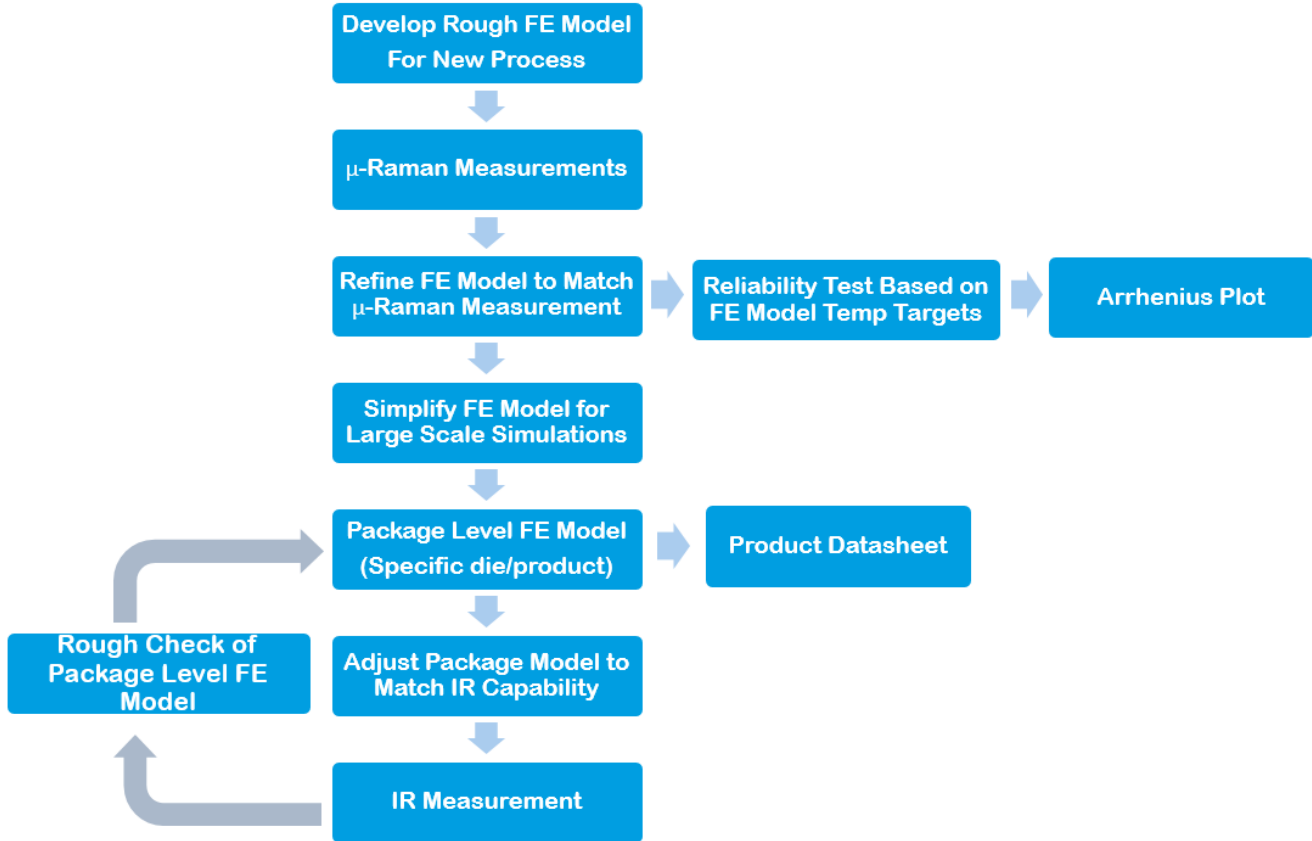 Develop Rough FE Model
For New Process
μ-Raman Measurements
Refine FE Model to Match
μ-Raman Measurement
Reliability Test Based on
FE Model Temp Targets
Arrhenius Plot
Simplify FE Model for
Large Scale Simulations
Package Level FE Model
(Specific die/product)
Product Datasheet
Rough Check of
Package Level FE
Model
Adjust Package Model to
Match IR Capability
IR Measurement